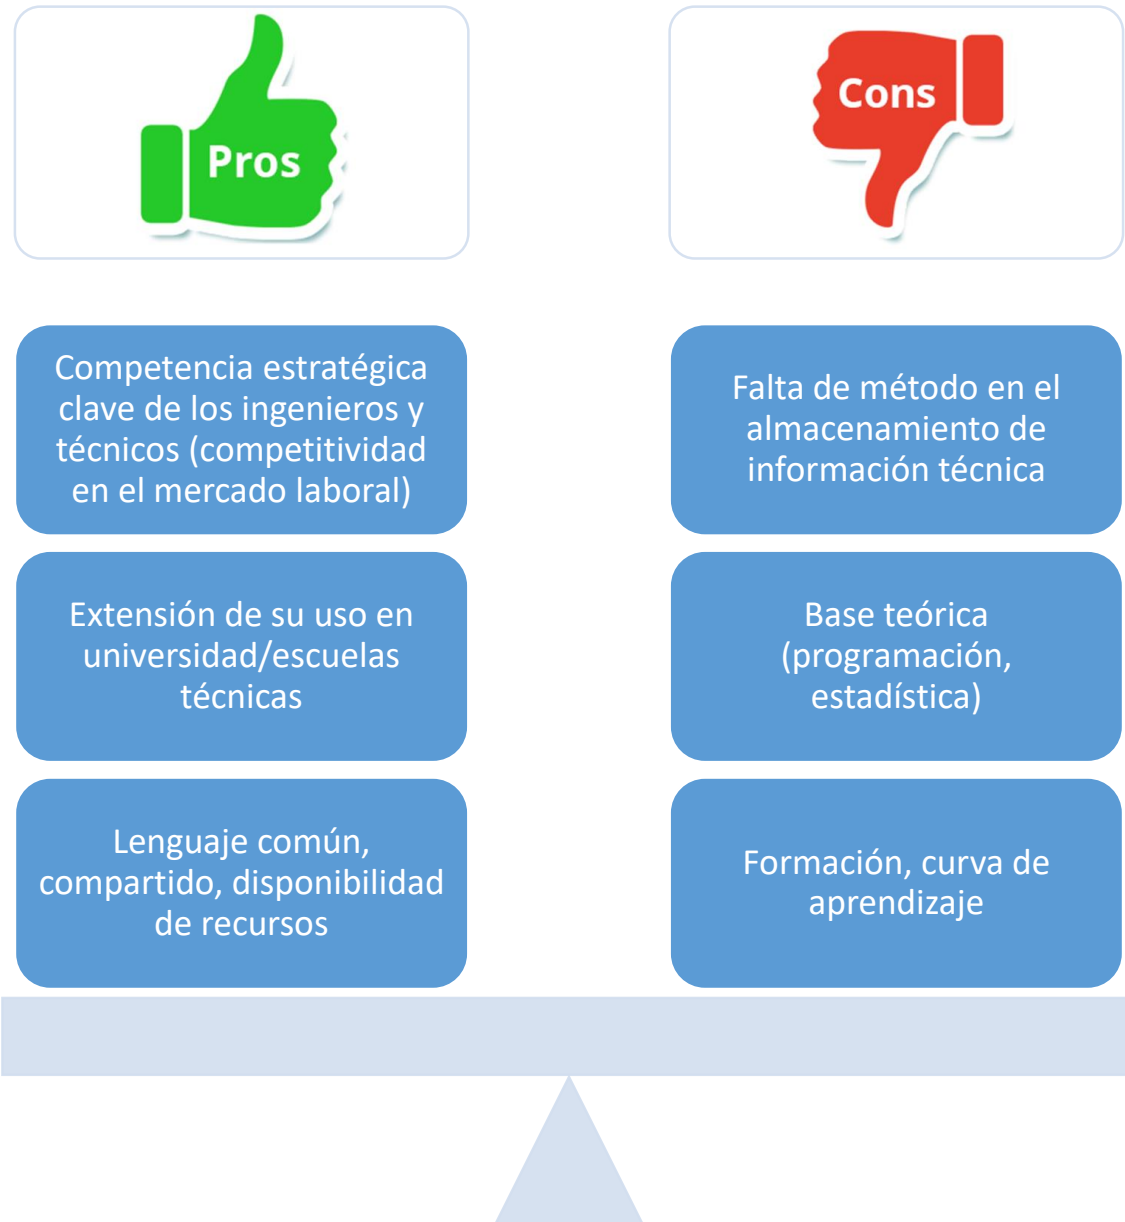 Pros
Competencia estratégica
clave de los ingenieros y
técnicos (competitividad
en el mercado laboral)
Extensión de su uso en
universidad/escuelas
técnicas
Lenguaje común,
compartido, disponibilidad
de recursos
Cons
Falta de método en el
almacenamiento de
información técnica
Base teórica
(programación,
estadística)
Formación, curva de
aprendizaje